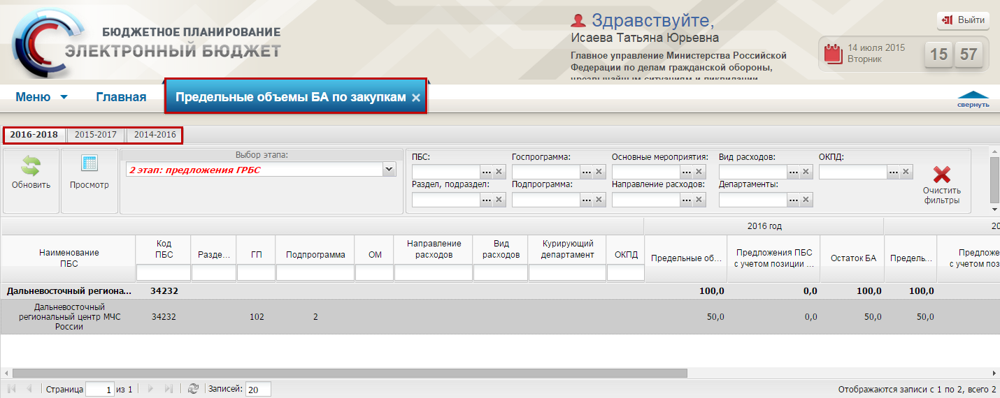 БЮДЖЕТНОЕ ПЛАНИРОВАНИЕ
ЭЛЕКТРОННЫЙ БЮДЖЕТ
Здравствуйте,
Исаева Татьяна Юрьевна
Главное управление Министерства Российской
Федерации по делам гражданской обороны,
чрезвычайным ситуациям и ликвидации
Выйти
14 июля 2015
Вторник
15 57
Меню
Главная
Предельные объемы БА по закупкам
свернуть
2016-2018
2015-2017
2014-2016
Обновить
Просмотр
Выбор этапа:
2 этап: предложения ГРБС
ПБС:
Госпрограмма:
Основные мероприятия:
Вид расходов:
ОКПД:
Раздел, подраздел:
Подпрограмма:
Направление расходов:
Департаменты:
Очистить
фильтры
2016 год
20
Наименование
ПБС
Код
ПБС
Разде...
ГП
Подпрограмма
ОМ
Направление
расходов
Вид
расходов
Курирующий
департамент
ОКПД
Предельные об...
Предложения ПБС
с учетом позиции ...
Остаток БА
Предель...
Предложе
с учетом поз
Дальневосточный региона... 34232 100,0 0,0 100,0 100,0
Дальневосточный
региональный центр МЧС
России
34232 102 2 50,0 0,0 50,0 50,0
Страница 1 из 1
Записей: 20
Отображаются записи с 1 по 2, всего 2